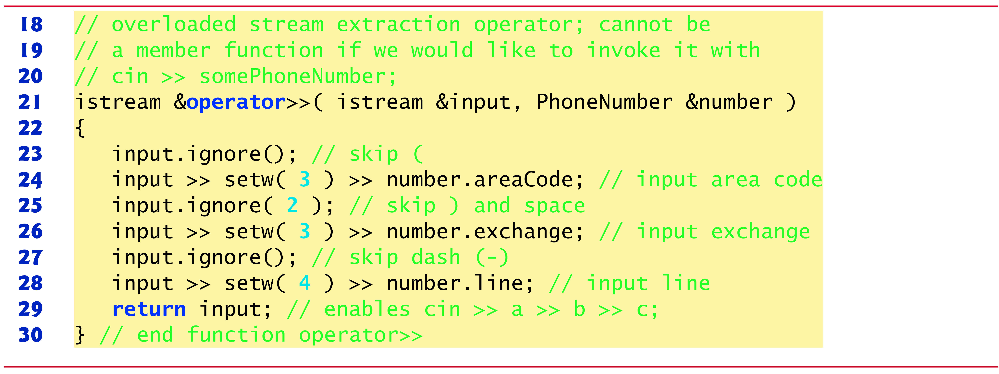 18 // overloaded stream extraction operator; cannot be
19 // a member function if we would like to invoke it with
20 // cin >> somePhoneNumber;
21 istream &operator>>( istream &input, PhoneNumber &number )
22 {
23    input.ignore(); // skip (
24    input >> setw( 3 ) >> number.areaCode; // input area code
25    input.ignore( 2 ); // skip ) and space
26    input >> setw( 3 ) >> number.exchange; // input exchange
27    input.ignore(); // skip dash (-)
28    input >> setw( 4 ) >> number.line; // input line
29    return input; // enables cin >> a >> b >> c;
30 } // end function operator>>